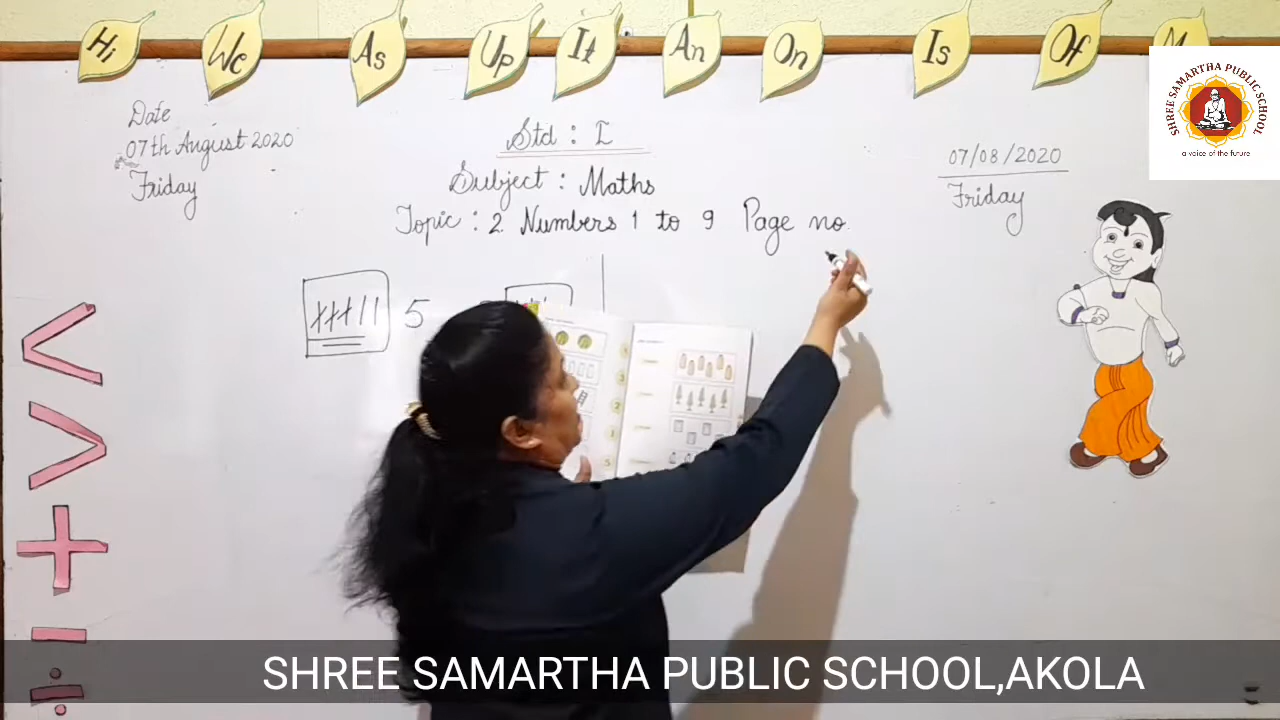 Hi We As Up It An On Is Of
SHREE SAMARTHA PUBLIC SCHOOL
a voice of the future
Date
07th August 2020
Friday
Std : I
Subject : Maths
Topic : 2 Numbers 1 to 9 Page no.
07/08/2020
Friday
5
SHREE SAMARTHA PUBLIC SCHOOL,AKOLA